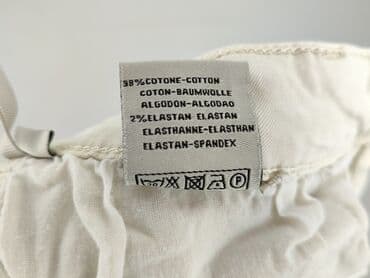 98%COTONE-COTTON
COTON-BAUMWOLLE
ALGODON-ALGODAO
2%ELASTAN ELASTAN
ELASTHANNE-ELASTHAN
ELASTAN-SPANDEX
P